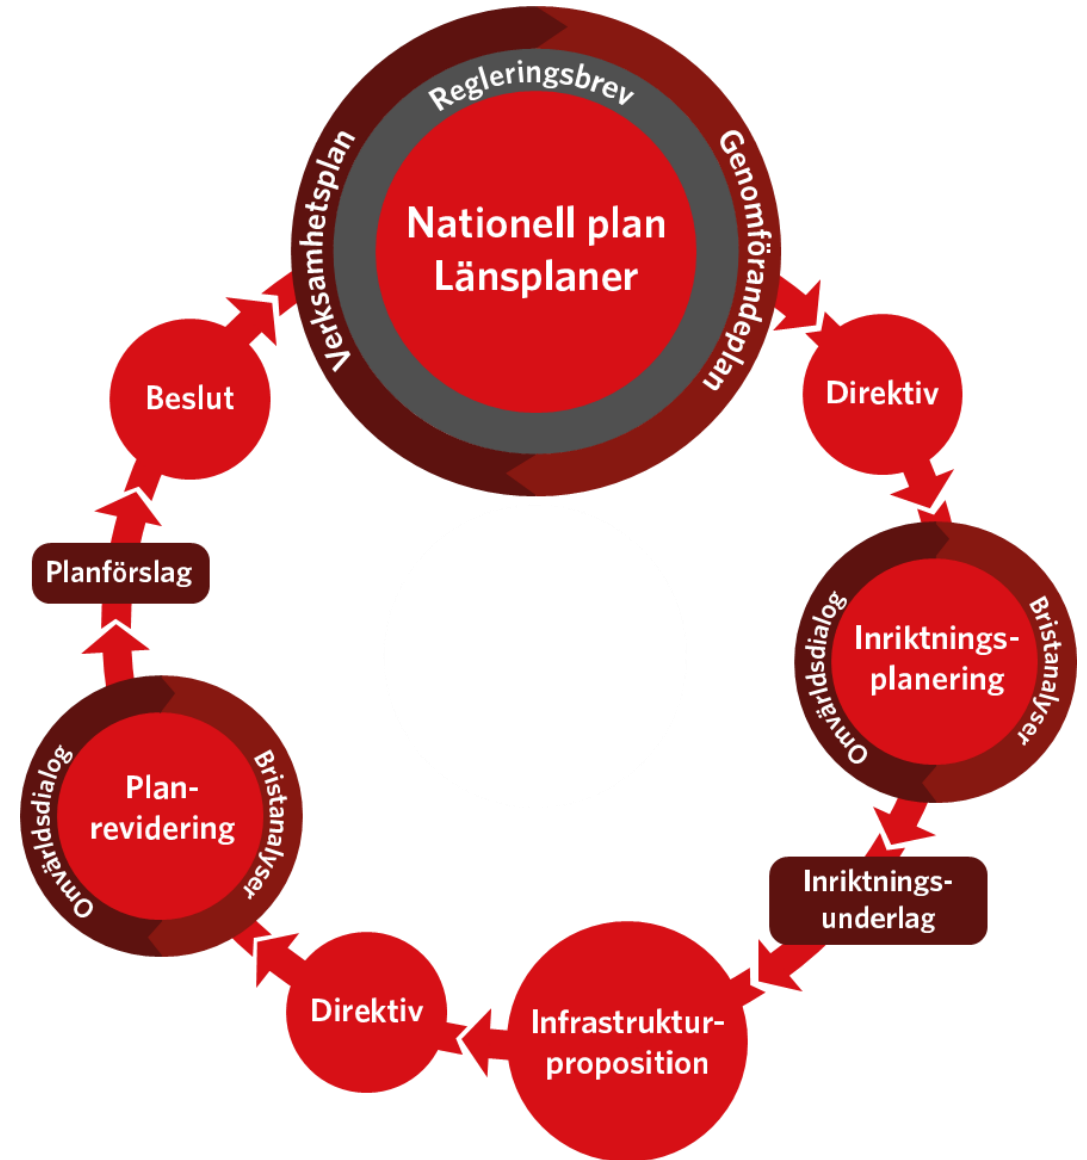 Regleringsbrev
Verksamhetsplan
Genomförandeplan
Nationell plan
Länsplaner
Direktiv
Omvärldsdialog
Bristanalyser
Inriktnings-
planering
Inriktnings-
underlag
Infrastruktur-
proposition
Direktiv
Omvärldsdialog
Bristanalyser
Plan-
revidering
Planförslag
Beslut